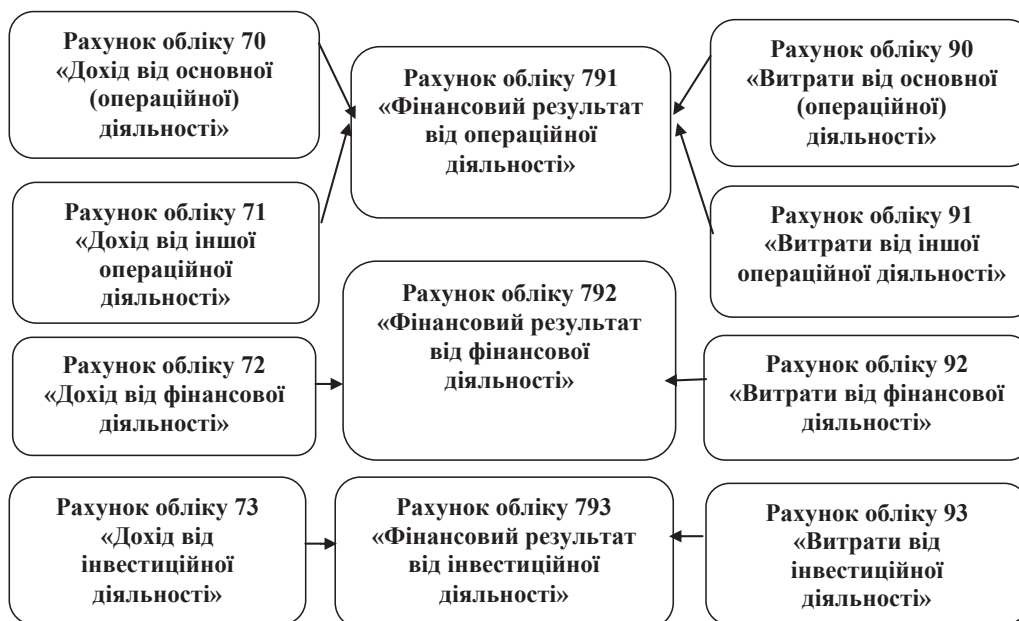 Рахунок обліку 70
«Дохід від основної
(операційної)
діяльності»
Рахунок обліку 791
«Фінансовий результат
від операційної
діяльності»
Рахунок обліку 90
«Витрати від основної
(операційної)
діяльності»
Рахунок обліку 71
«Дохід від іншої
операційної
діяльності»
Рахунок обліку 91
«Витрати від іншої
операційної діяльності»
Рахунок обліку 792
«Фінансовий результат
від фінансової
діяльності»
Рахунок обліку 72
«Дохід від фінансової
діяльності»
Рахунок обліку 92
«Витрати від фінансової
діяльності»
Рахунок обліку 73
«Дохід від
інвестиційної
діяльності»
Рахунок обліку 793
«Фінансовий результат
від інвестиційної
діяльності»
Рахунок обліку 93
«Витрати від
інвестиційної
діяльності»